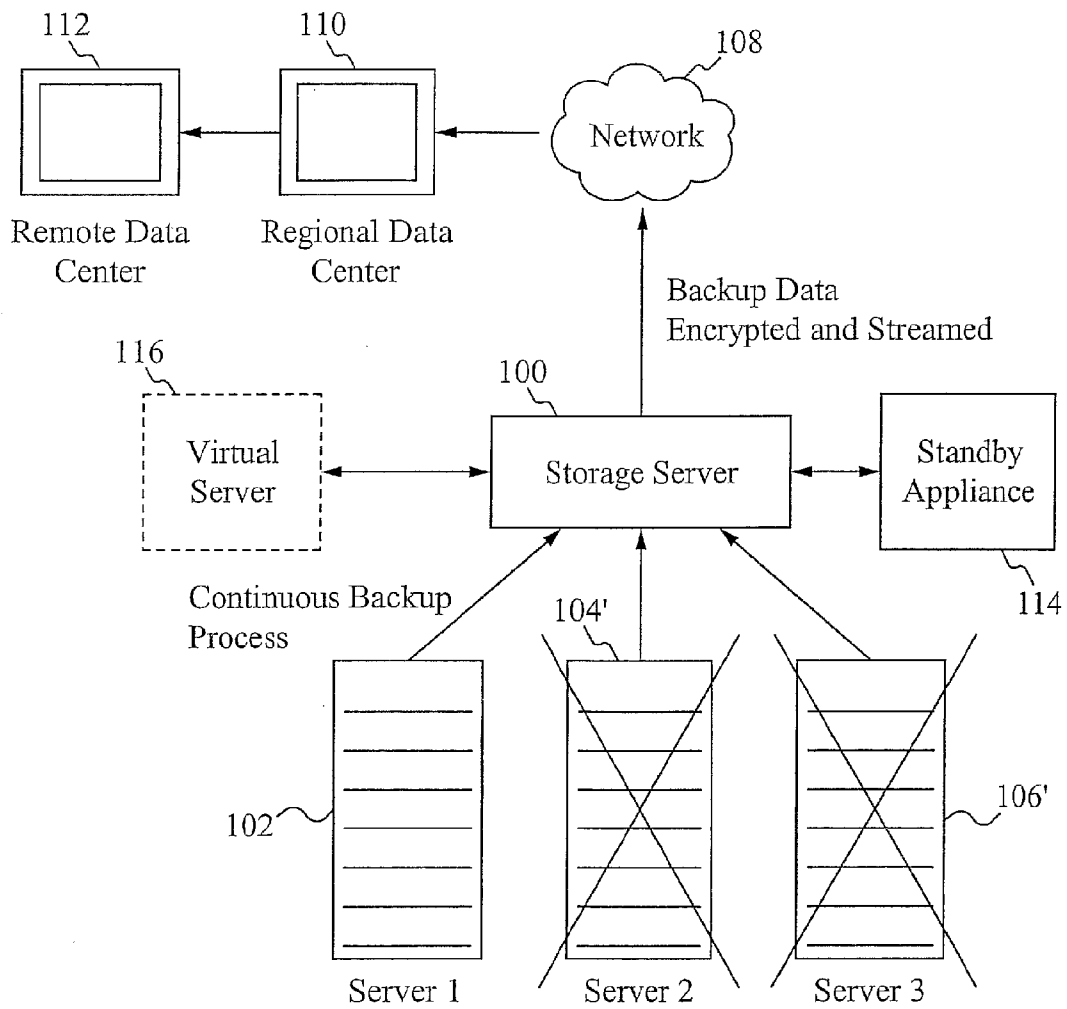 112
110
108
Network
Remote Data
Center
Regional Data
Center
Backup Data
Encrypted and Streamed
116
100
Virtual
Server
Storage Server
Standby
Appliance
Continuous Backup
Process
104'
114
102
106'
Server 1
Server 2
Server 3